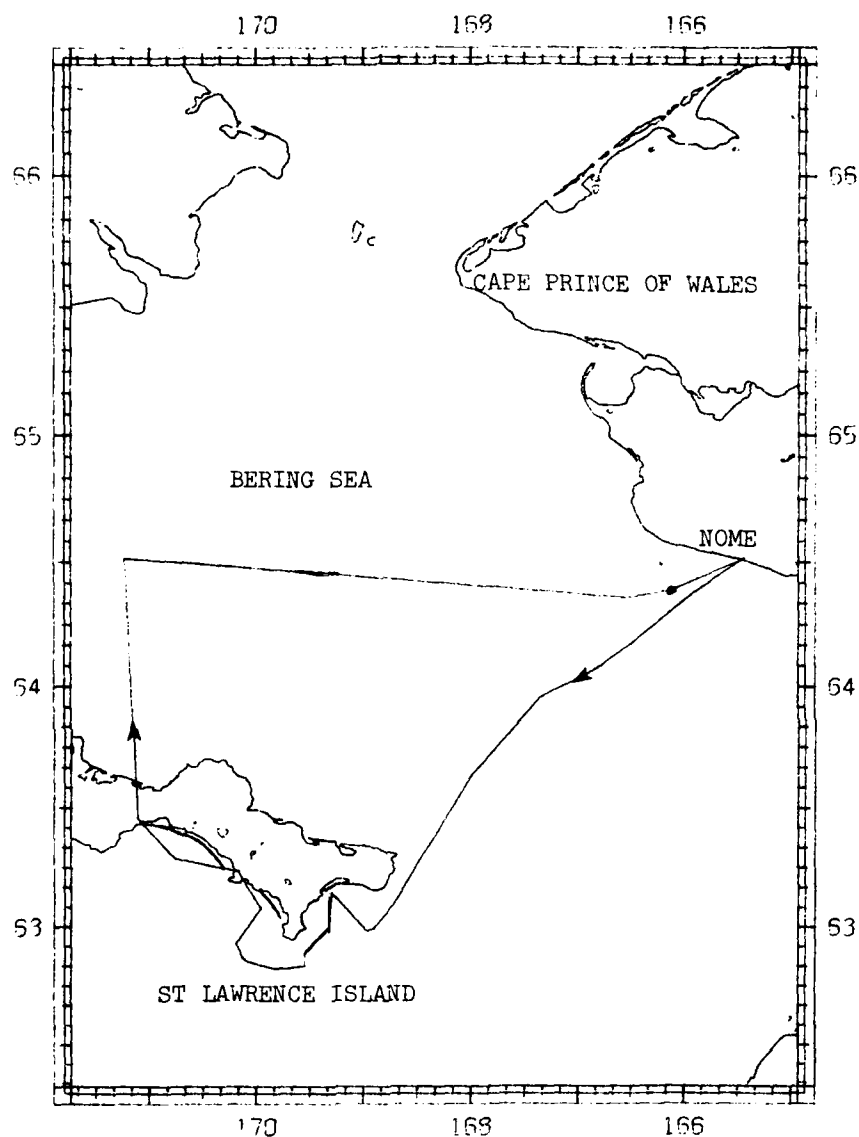 170 168 166
66 66
CAPE PRINCE OF WALES
65 65
BERING SEA
NOME
64 64
63 63
ST LAWRENCE ISLAND
170 168 166